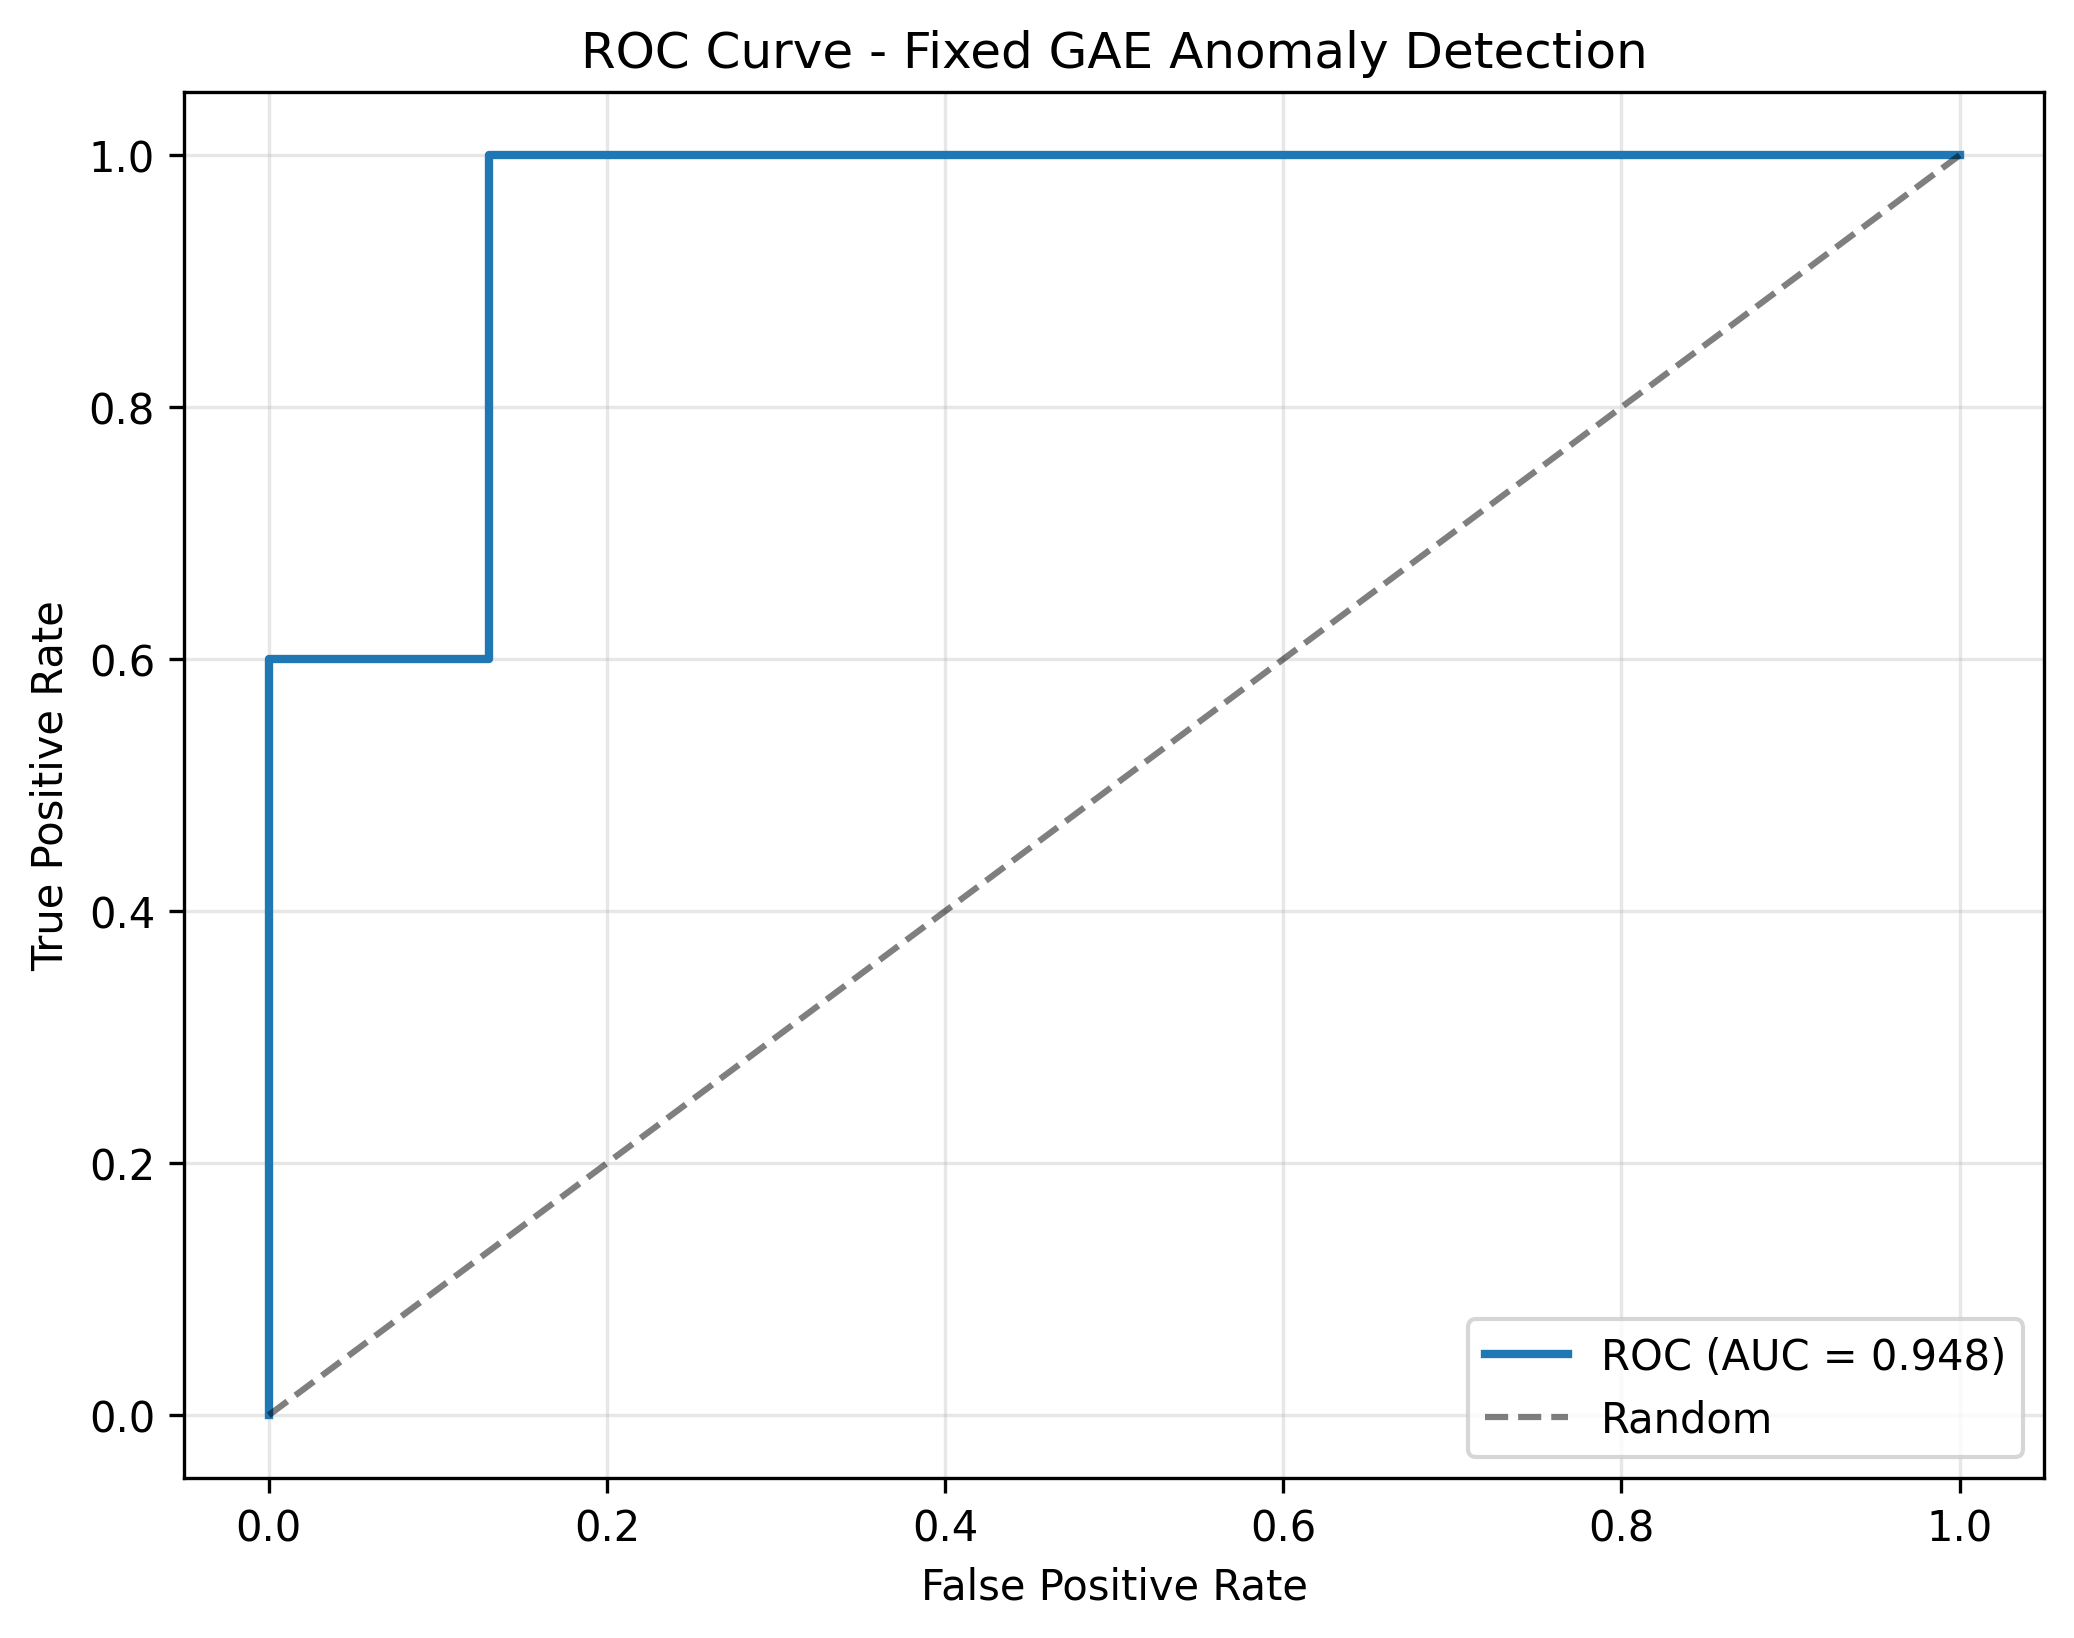 ROC Curve - Fixed GAE Anomaly Detection
True Positive Rate
1.0
0.8
0.6
0.4
0.2
0.0
0.0 0.2 0.4 0.6 0.8 1.0
False Positive Rate
ROC (AUC = 0.948)
Random